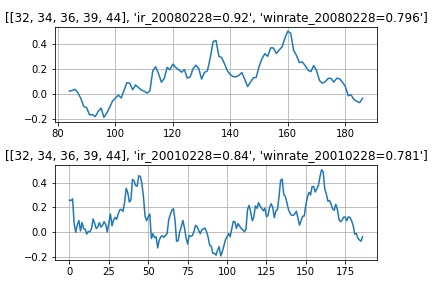 [[32, 34, 36, 39, 44], 'ir_20080228=0.92', 'winrate_20080228=0.796']
0.4
0.2
0.0
−0.2
80 100 120 140 160 180
[[32, 34, 36, 39, 44], 'ir_20010228=0.84', 'winrate_20010228=0.781']
0.4
0.2
0.0
−0.2
0 25 50 75 100 125 150 175